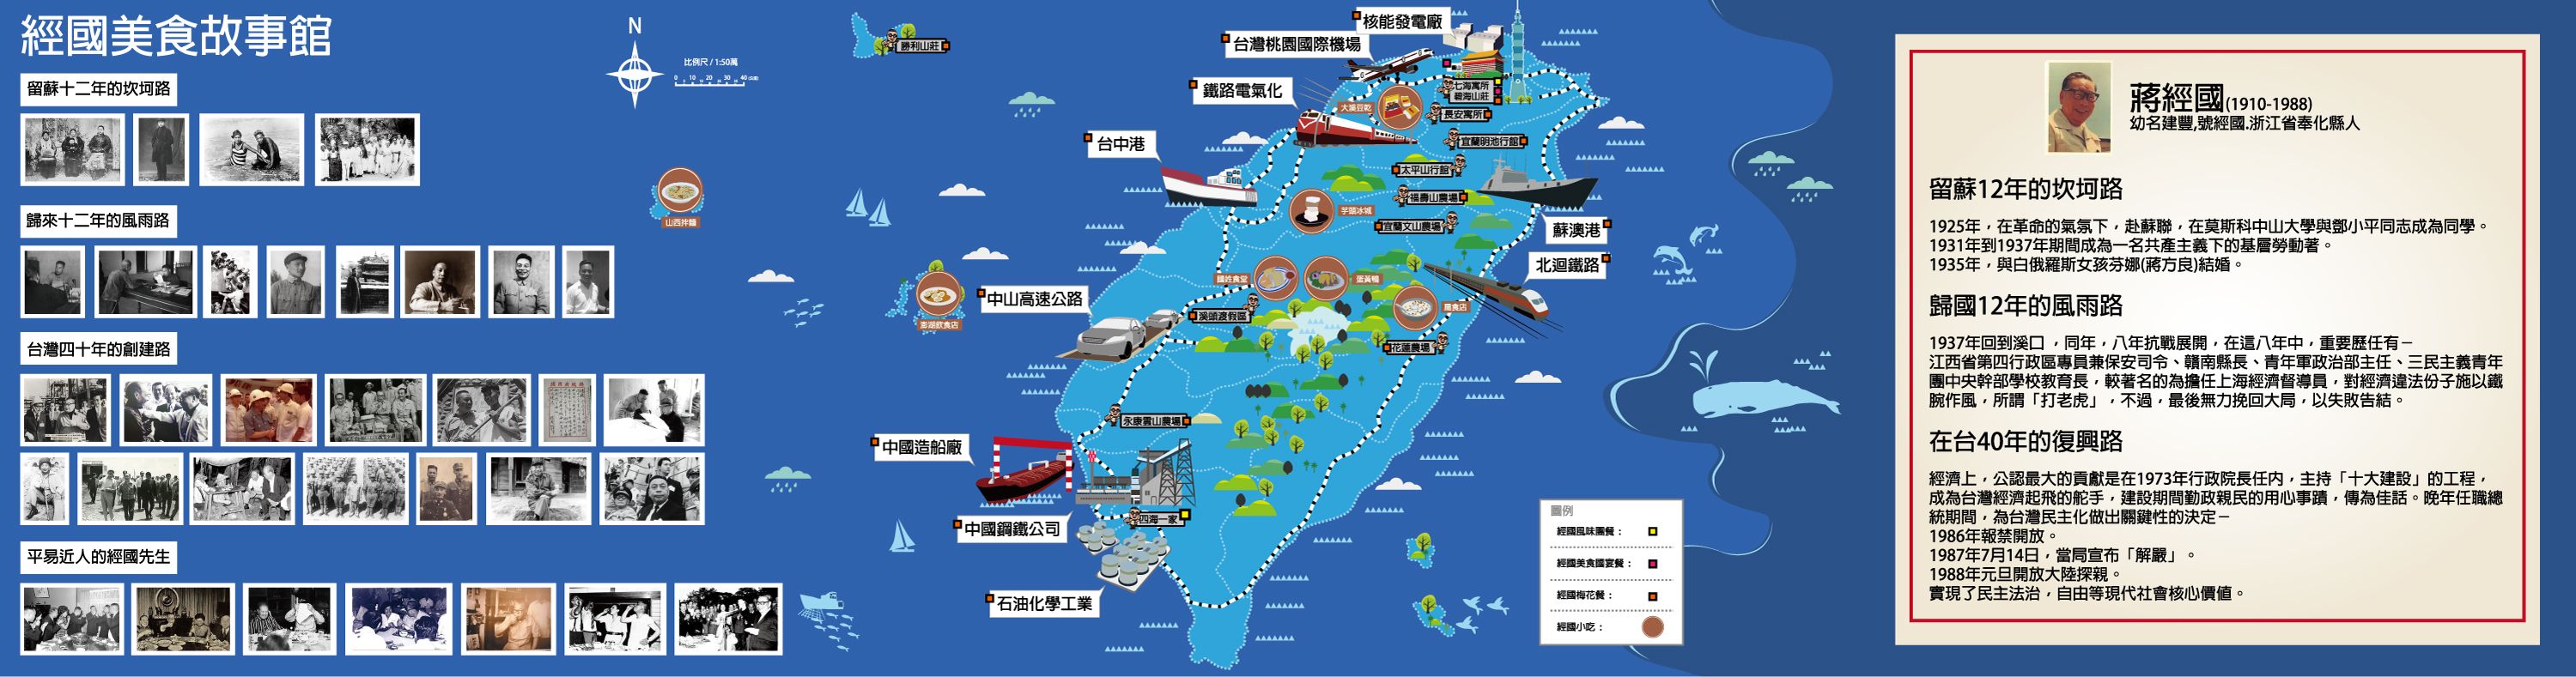 經國美食故事館
留蘇十二年的坎坷路
歸來十二年的風雨路
台灣四十年的創建路
平易近人的經國先生
N
比例尺 / 1:50萬
0 10 20 30 40
勝利山莊
核能發電廠
台灣桃園國際機場
鐵路電氣化
七海寓所
碧海山莊
大溪豆乾
長安寓所
台中港
宜蘭明池行館
太平山行館
山西拌麵
福壽山農場
芋頭冰城
宜蘭文山農場
蘇澳港
北迴鐵路
國姓食堂
蛋黃燒
中山高速公路
溪頭渡假區
澎湖飲食店
花蓮農場
永康雲山農場
中國造船廠
四海一家
中國鋼鐵公司
石油化學工業
圖例
經國風味團餐：
經國美食國宴餐：
經國梅花餐：
經國小吃：
蔣經國(1910-1988)
幼名建豐,號經國.浙江省奉化縣人
留蘇12年的坎坷路
1925年，在革命的氣氛下，赴蘇聯，在莫斯科中山大學與鄧小平同志成為同學。
1931年到1937年期間成為一名共產主義下的基層勞動著。
1935年，與白俄羅斯女孩芬娜(蔣方良)結婚。
歸國12年的風雨路
1937年回到溪口，同年，八年抗戰展開，在這八年中，重要歷任有－
江西省第四行政區專員兼保安司令、贛南縣長、青年軍政治部主任、三民主義青年
團中央幹部學校教育長，較著名的為擔任上海經濟督導員，對經濟違法份子施以鐵
腕作風，所謂「打老虎」，不過，最後無力挽回大局，以失敗告結。
在台40年的復興路
經濟上，公認最大的貢獻是在1973年行政院長任內，主持「十大建設」的工程，
成為台灣經濟起飛的舵手，建設期間勤政親民的用心事蹟，傳為佳話。晚年任職總
統期間，為台灣民主化做出關鍵性的決定－
1986年報禁開放。
1987年7月14日，當局宣布「解嚴」。
1988年元旦開放大陸探親。
實現了民主法治，自由等現代社會核心價值。